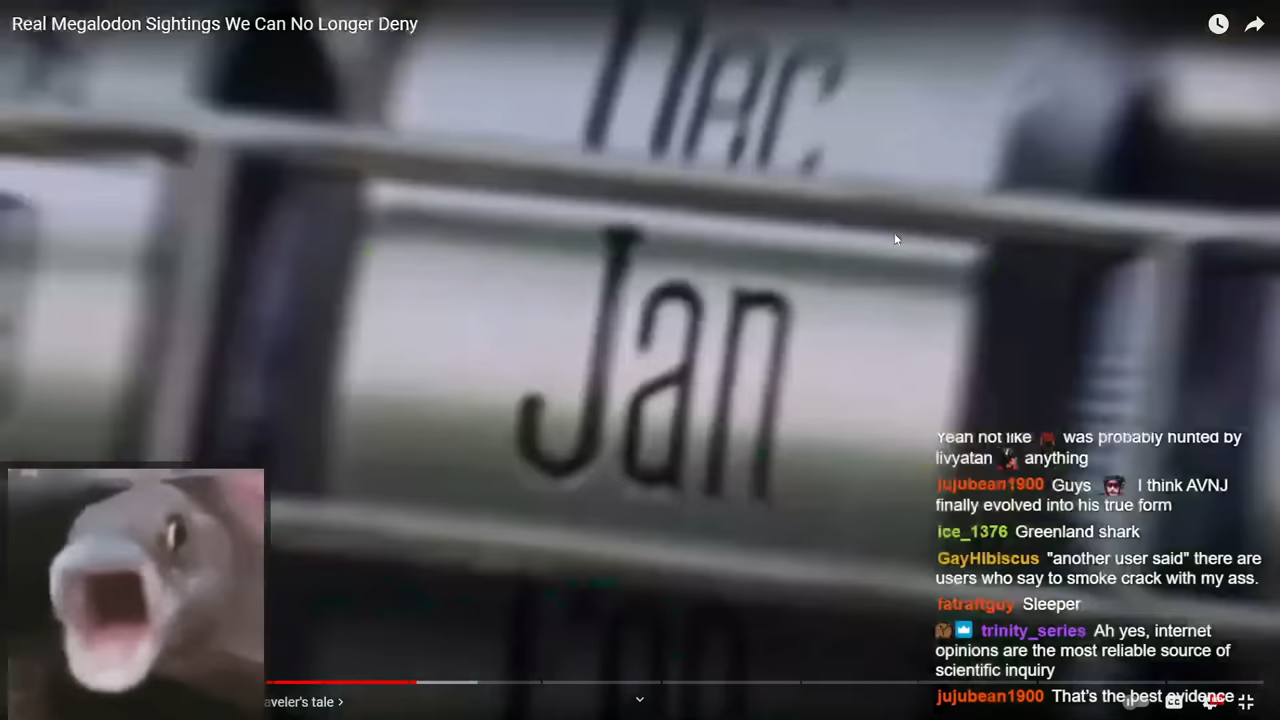 Real Megalodon Sightings We Can No Longer Deny
Dec
Jan
Yeah not like was probably hunted by
livyatan anything
jujubean1900 Guys I think AVNJ
finally evolved into his true form
ice_1376 Greenland shark
GayHIbiscus "another user said" there are
users who say to smoke crack with my ass.
fatraftguy Sleeper
trinity_series Ah yes, internet
opinions are the most reliable source of
scientific inquiry
jujubean1900 That's the best evidence
aveler's tale >
CC